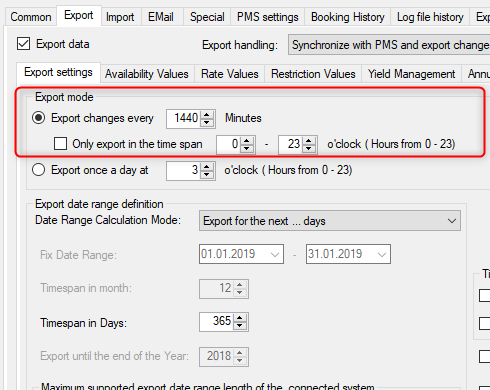 Common Export Import EMail Special PMS settings Booking History Log file history
Export data Export handling: Synchronize with PMS and export change
Export settings Availability Values Rate Values Restriction Values Yield Management
Export mode
Export changes every 1440 Minutes
Only export in the time span 0 - 23 o'clock ( Hours from 0 - 23)
Export once a day at 3 o'clock ( Hours from 0 - 23)
Export date range definition
Date Range Calculation Mode: Export for the next ... days
Fix Date Range: 01.01.2019 - 31.01.2019
Timespan in month: 12
Timespan in Days: 365
Export until the end of the Year: 2018
Maximum supported export date range length of the connected system